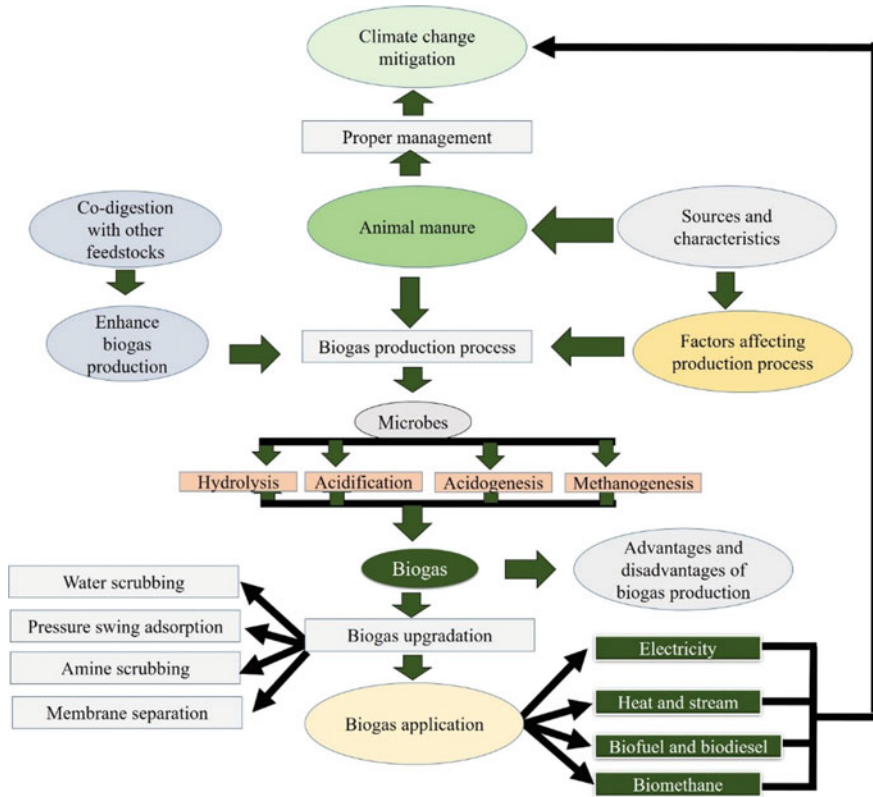 Climate change
mitigation
Proper management
Co-digestion
with other
feedstocks
Animal manure
Sources and
characteristics
Enhance
biogas
production
Biogas production process
Factors affecting
production process
Microbes
Hydrolysis
Acidification
Acidogenesis
Methanogenesis
Biogas
Advantages and
disadvantages of
biogas production
Water scrubbing
Pressure swing adsorption
Amine scrubbing
Membrane separation
Biogas upgradation
Biogas application
Electricity
Heat and stream
Biofuel and biodiesel
Biomethane